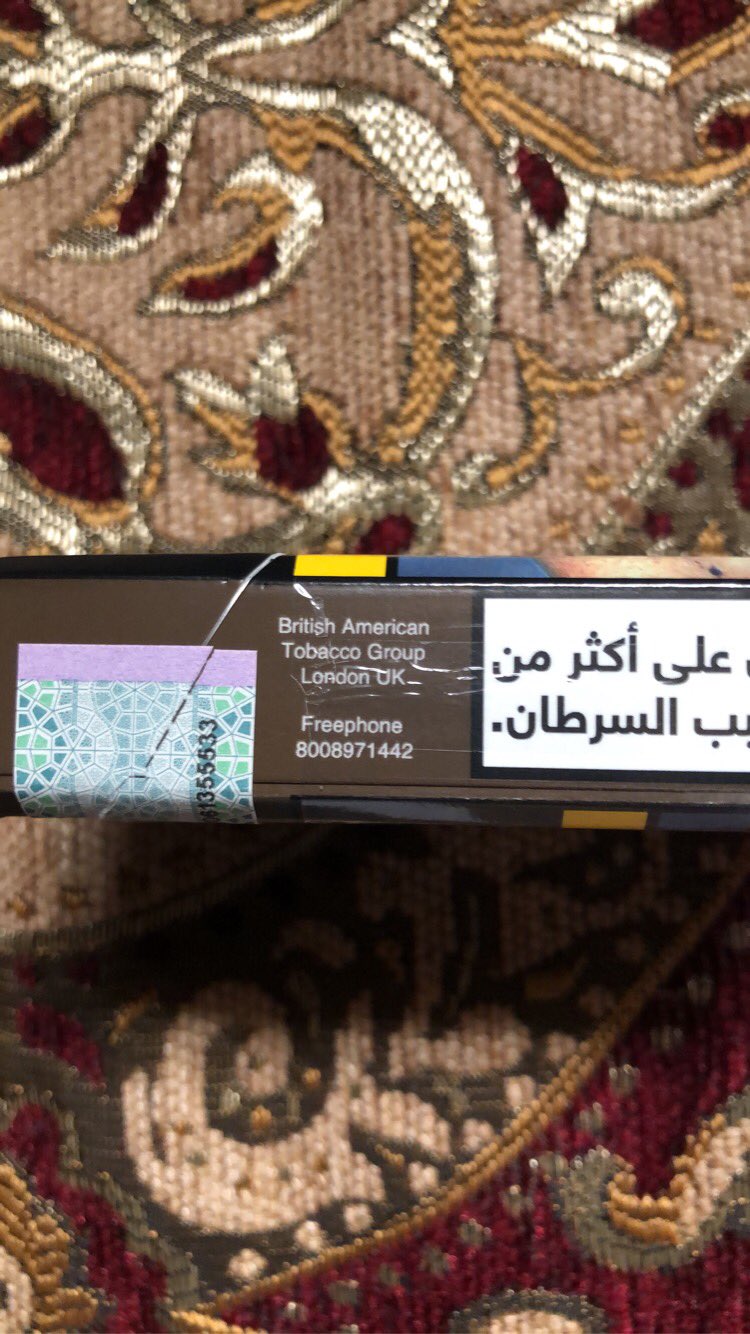 British American
Tobacco Group
London UK
Freephone
8008971442
على أكثر من
السرطان.